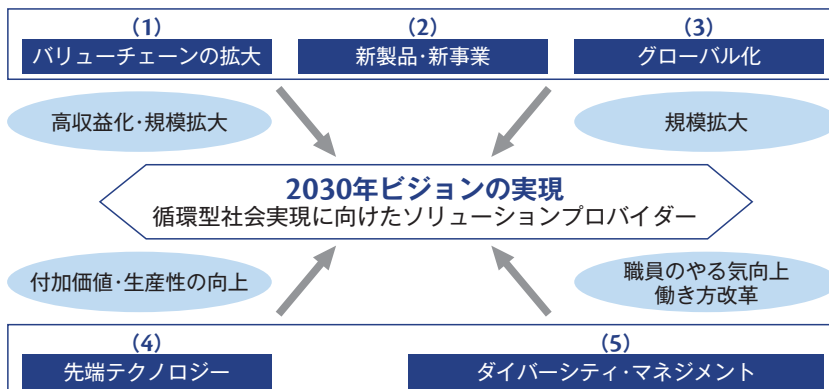 (1)
バリューチェーンの拡大
(2)
新製品·新事業
(3)
グローバル化
高収益化·規模拡大
規模拡大
2030年ビジョンの実現
循環型社会実現に向けたソリューションプロバイダー
付加価値·生産性の向上
職員のやる気向上
働き方改革
(4)
先端テクノロジー
(5)
ダイバーシティ·マネジメント